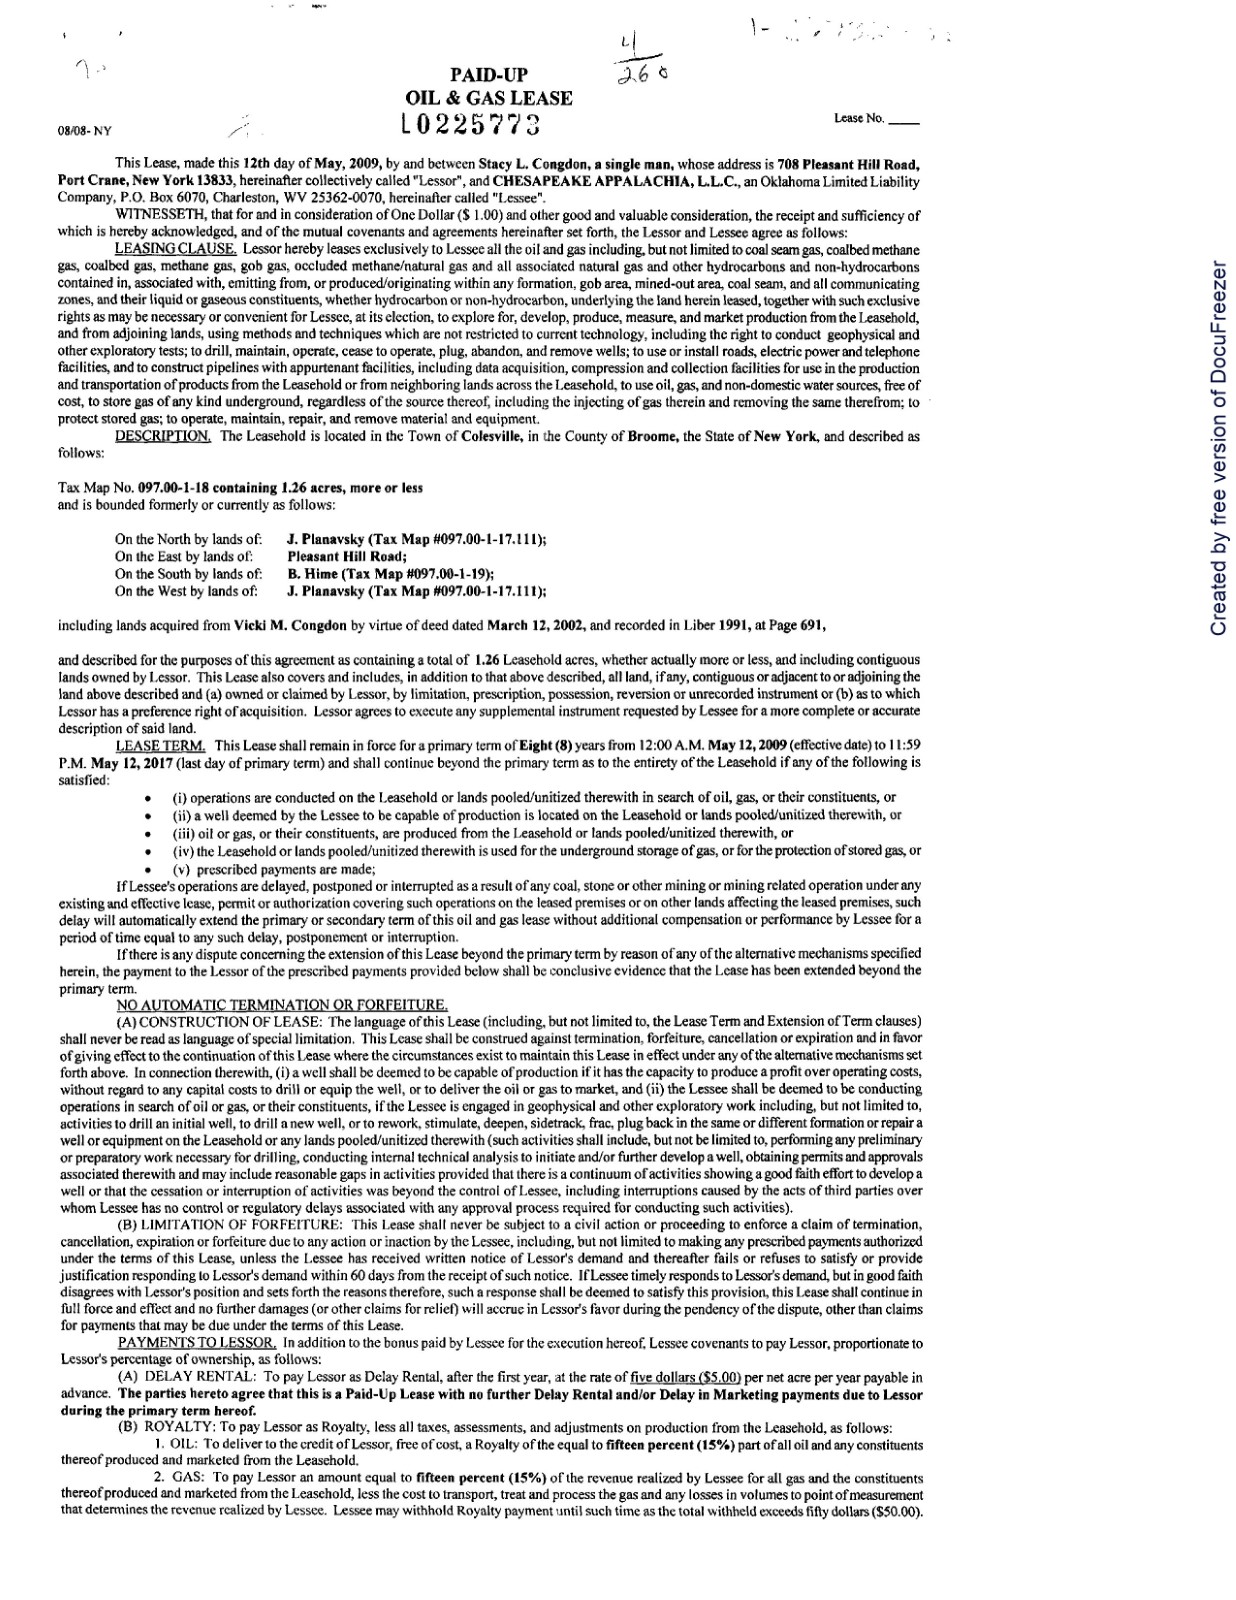 4
260
PAID-UP
OIL & GAS LEASE
L0225773
Lease No. ____
08/08- NY
This Lease, made this 12th day of May, 2009, by and between Stacy L. Congdon, a single man, whose address is 708 Pleasant Hill Road,
Port Crane, New York 13833, hereinafter collectively called "Lessor", and CHESAPEAKE APPALACHIA, L.L.C., an Oklahoma Limited Liability
Company, P.O. Box 6070, Charleston, WV 25362-0070, hereinafter called "Lessee".
WITNESSETH, that for and in consideration of One Dollar ($ 1.00) and other good and valuable consideration, the receipt and sufficiency of
which is hereby acknowledged, and of the mutual covenants and agreements hereinafter set forth, the Lessor and Lessee agree as follows:
LEASING CLAUSE. Lessor hereby leases exclusively to Lessee all the oil and gas including, but not limited to coal seam gas, coalbed methane
gas, coalbed gas, methane gas, gob gas, occluded methane/natural gas and all associated natural gas and other hydrocarbons and non-hydrocarbons
contained in, associated with, emitting from, or produced/originating within any formation, gob area, mined-out area, coal seam, and all communicating
zones, and their liquid or gaseous constituents, whether hydrocarbon or non-hydrocarbon, underlying the land herein leased, together with such exclusive
rights as may be necessary or convenient for Lessee, at its election, to explore for, develop, produce, measure, and market production from the Leasehold,
and from adjoining lands, using methods and techniques which are not restricted to current technology, including the right to conduct geophysical and
other exploratory tests; to drill, maintain, operate, cease to operate, plug, abandon, and remove wells; to use or install roads, electric power and telephone
facilities, and to construct pipelines with appurtenant facilities, including data acquisition, compression and collection facilities for use in the production
and transportation of products from the Leasehold or from neighboring lands across the Leasehold, to use oil, gas, and non-domestic water sources, free of
cost, to store gas of any kind underground, regardless of the source thereof, including the injecting of gas therein and removing the same therefrom; to
protect stored gas; to operate, maintain, repair, and remove material and equipment.
DESCRIPTION. The Leasehold is located in the Town of Colesville, in the County of Broome, the State of New York, and described as
follows:
Tax Map No. 097.00-1-18 containing 1.26 acres, more or less
and is bounded formerly or currently as follows:
On the North by lands of: J. Planavsky (Tax Map #097.00-1-17.111);
On the East by lands of: Pleasant Hill Road;
On the South by lands of: B. Hime (Tax Map #097.00-1-19);
On the West by lands of: J. Planavsky (Tax Map #097.00-1-17.111);
including lands acquired from Vicki M. Congdon by virtue of deed dated March 12, 2002, and recorded in Liber 1991, at Page 691,
and described for the purposes of this agreement as containing a total of 1.26 Leasehold acres, whether actually more or less, and including contiguous
lands owned by Lessor. This Lease also covers and includes, in addition to that above described, all land, if any, contiguous or adjacent to or adjoining the
land above described and (a) owned or claimed by Lessor, by limitation, prescription, possession, reversion or unrecorded instrument or (b) as to which
Lessor has a preference right of acquisition. Lessor agrees to execute any supplemental instrument requested by Lessee for a more complete or accurate
description of said land.
LEASE TERM. This Lease shall remain in force for a primary term of Eight (8) years from 12:00 A.M. May 12, 2009 (effective date) to 11:59
P.M. May 12, 2017 (last day of primary term) and shall continue beyond the primary term as to the entirety of the Leasehold if any of the following is
satisfied:
• (i) operations are conducted on the Leasehold or lands pooled/unitized therewith in search of oil, gas, or their constituents, or
• (ii) a well deemed by the Lessee to be capable of production is located on the Leasehold or lands pooled/unitized therewith, or
• (iii) oil or gas, or their constituents, are produced from the Leasehold or lands pooled/unitized therewith, or
• (iv) the Leasehold or lands pooled/unitized therewith is used for the underground storage of gas, or for the protection of stored gas, or
• (v) prescribed payments are made;
If Lessee's operations are delayed, postponed or interrupted as a result of any coal, stone or other mining or mining related operation under any
existing and effective lease, permit or authorization covering such operations on the leased premises or on other lands affecting the leased premises, such
delay will automatically extend the primary or secondary term of this oil and gas lease without additional compensation or performance by Lessee for a
period of time equal to any such delay, postponement or interruption.
If there is any dispute concerning the extension of this Lease beyond the primary term by reason of any of the alternative mechanisms specified
herein, the payment to the Lessor of the prescribed payments provided below shall be conclusive evidence that the Lease has been extended beyond the
primary term.
NO AUTOMATIC TERMINATION OR FORFEITURE.
(A) CONSTRUCTION OF LEASE: The language of this Lease (including, but not limited to, the Lease Term and Extension of Term clauses)
shall never be read as language of special limitation. This Lease shall be construed against termination, forfeiture, cancellation or expiration and in favor
of giving effect to the continuation of this Lease where the circumstances exist to maintain this Lease in effect under any of the alternative mechanisms set
forth above. In connection therewith, (i) a well shall be deemed to be capable of production if it has the capacity to produce a profit over operating costs,
without regard to any capital costs to drill or equip the well, or to deliver the oil or gas to market, and (ii) the Lessee shall be deemed to be conducting
operations in search of oil or gas, or their constituents, if the Lessee is engaged in geophysical and other exploratory work including, but not limited to,
activities to drill an initial well, to drill a new well, or to rework, stimulate, deepen, sidetrack, frac, plug back in the same or different formation or repair a
well or equipment on the Leasehold or any lands pooled/unitized therewith (such activities shall include, but not be limited to, performing any preliminary
or preparatory work necessary for drilling, conducting internal technical analysis to initiate and/or further develop a well, obtaining permits and approvals
associated therewith and may include reasonable gaps in activities provided that there is a continuum of activities showing a good faith effort to develop a
well or that the cessation or interruption of activities was beyond the control of Lessee, including interruptions caused by the acts of third parties over
whom Lessee has no control or regulatory delays associated with any approval process required for conducting such activities).
(B) LIMITATION OF FORFEITURE: This Lease shall never be subject to a civil action or proceeding to enforce a claim of termination,
cancellation, expiration or forfeiture due to any action or inaction by the Lessee, including, but not limited to making any prescribed payments authorized
under the terms of this Lease, unless the Lessee has received written notice of Lessor's demand and thereafter fails or refuses to satisfy or provide
justification responding to Lessor's demand within 60 days from the receipt of such notice. If Lessee timely responds to Lessor's demand, but in good faith
disagrees with Lessor's position and sets forth the reasons therefore, such a response shall be deemed to satisfy this provision, this Lease shall continue in
full force and effect and no further damages (or other claims for relief) will accrue in Lessor's favor during the pendency of the dispute, other than claims
for payments that may be due under the terms of this Lease.
PAYMENTS TO LESSOR. In addition to the bonus paid by Lessee for the execution hereof, Lessee covenants to pay Lessor, proportionate to
Lessor's percentage of ownership, as follows:
(A) DELAY RENTAL: To pay Lessor as Delay Rental, after the first year, at the rate of five dollars ($5.00) per net acre per year payable in
advance. The parties hereto agree that this is a Paid-Up Lease with no further Delay Rental and/or Delay in Marketing payments due to Lessor
during the primary term hereof.
(B) ROYALTY: To pay Lessor as Royalty, less all taxes, assessments, and adjustments on production from the Leasehold, as follows:
1. OIL: To deliver to the credit of Lessor, free of cost, a Royalty of the equal to fifteen percent (15%) part of all oil and any constituents
thereof produced and marketed from the Leasehold.
2. GAS: To pay Lessor an amount equal to fifteen percent (15%) of the revenue realized by Lessee for all gas and the constituents
thereof produced and marketed from the Leasehold, less the cost to transport, treat and process the gas and any losses in volumes to point of measurement
that determines the revenue realized by Lessee. Lessee may withhold Royalty payment until such time as the total withheld exceeds fifty dollars ($50.00).
Created by free version of DocuFreezer